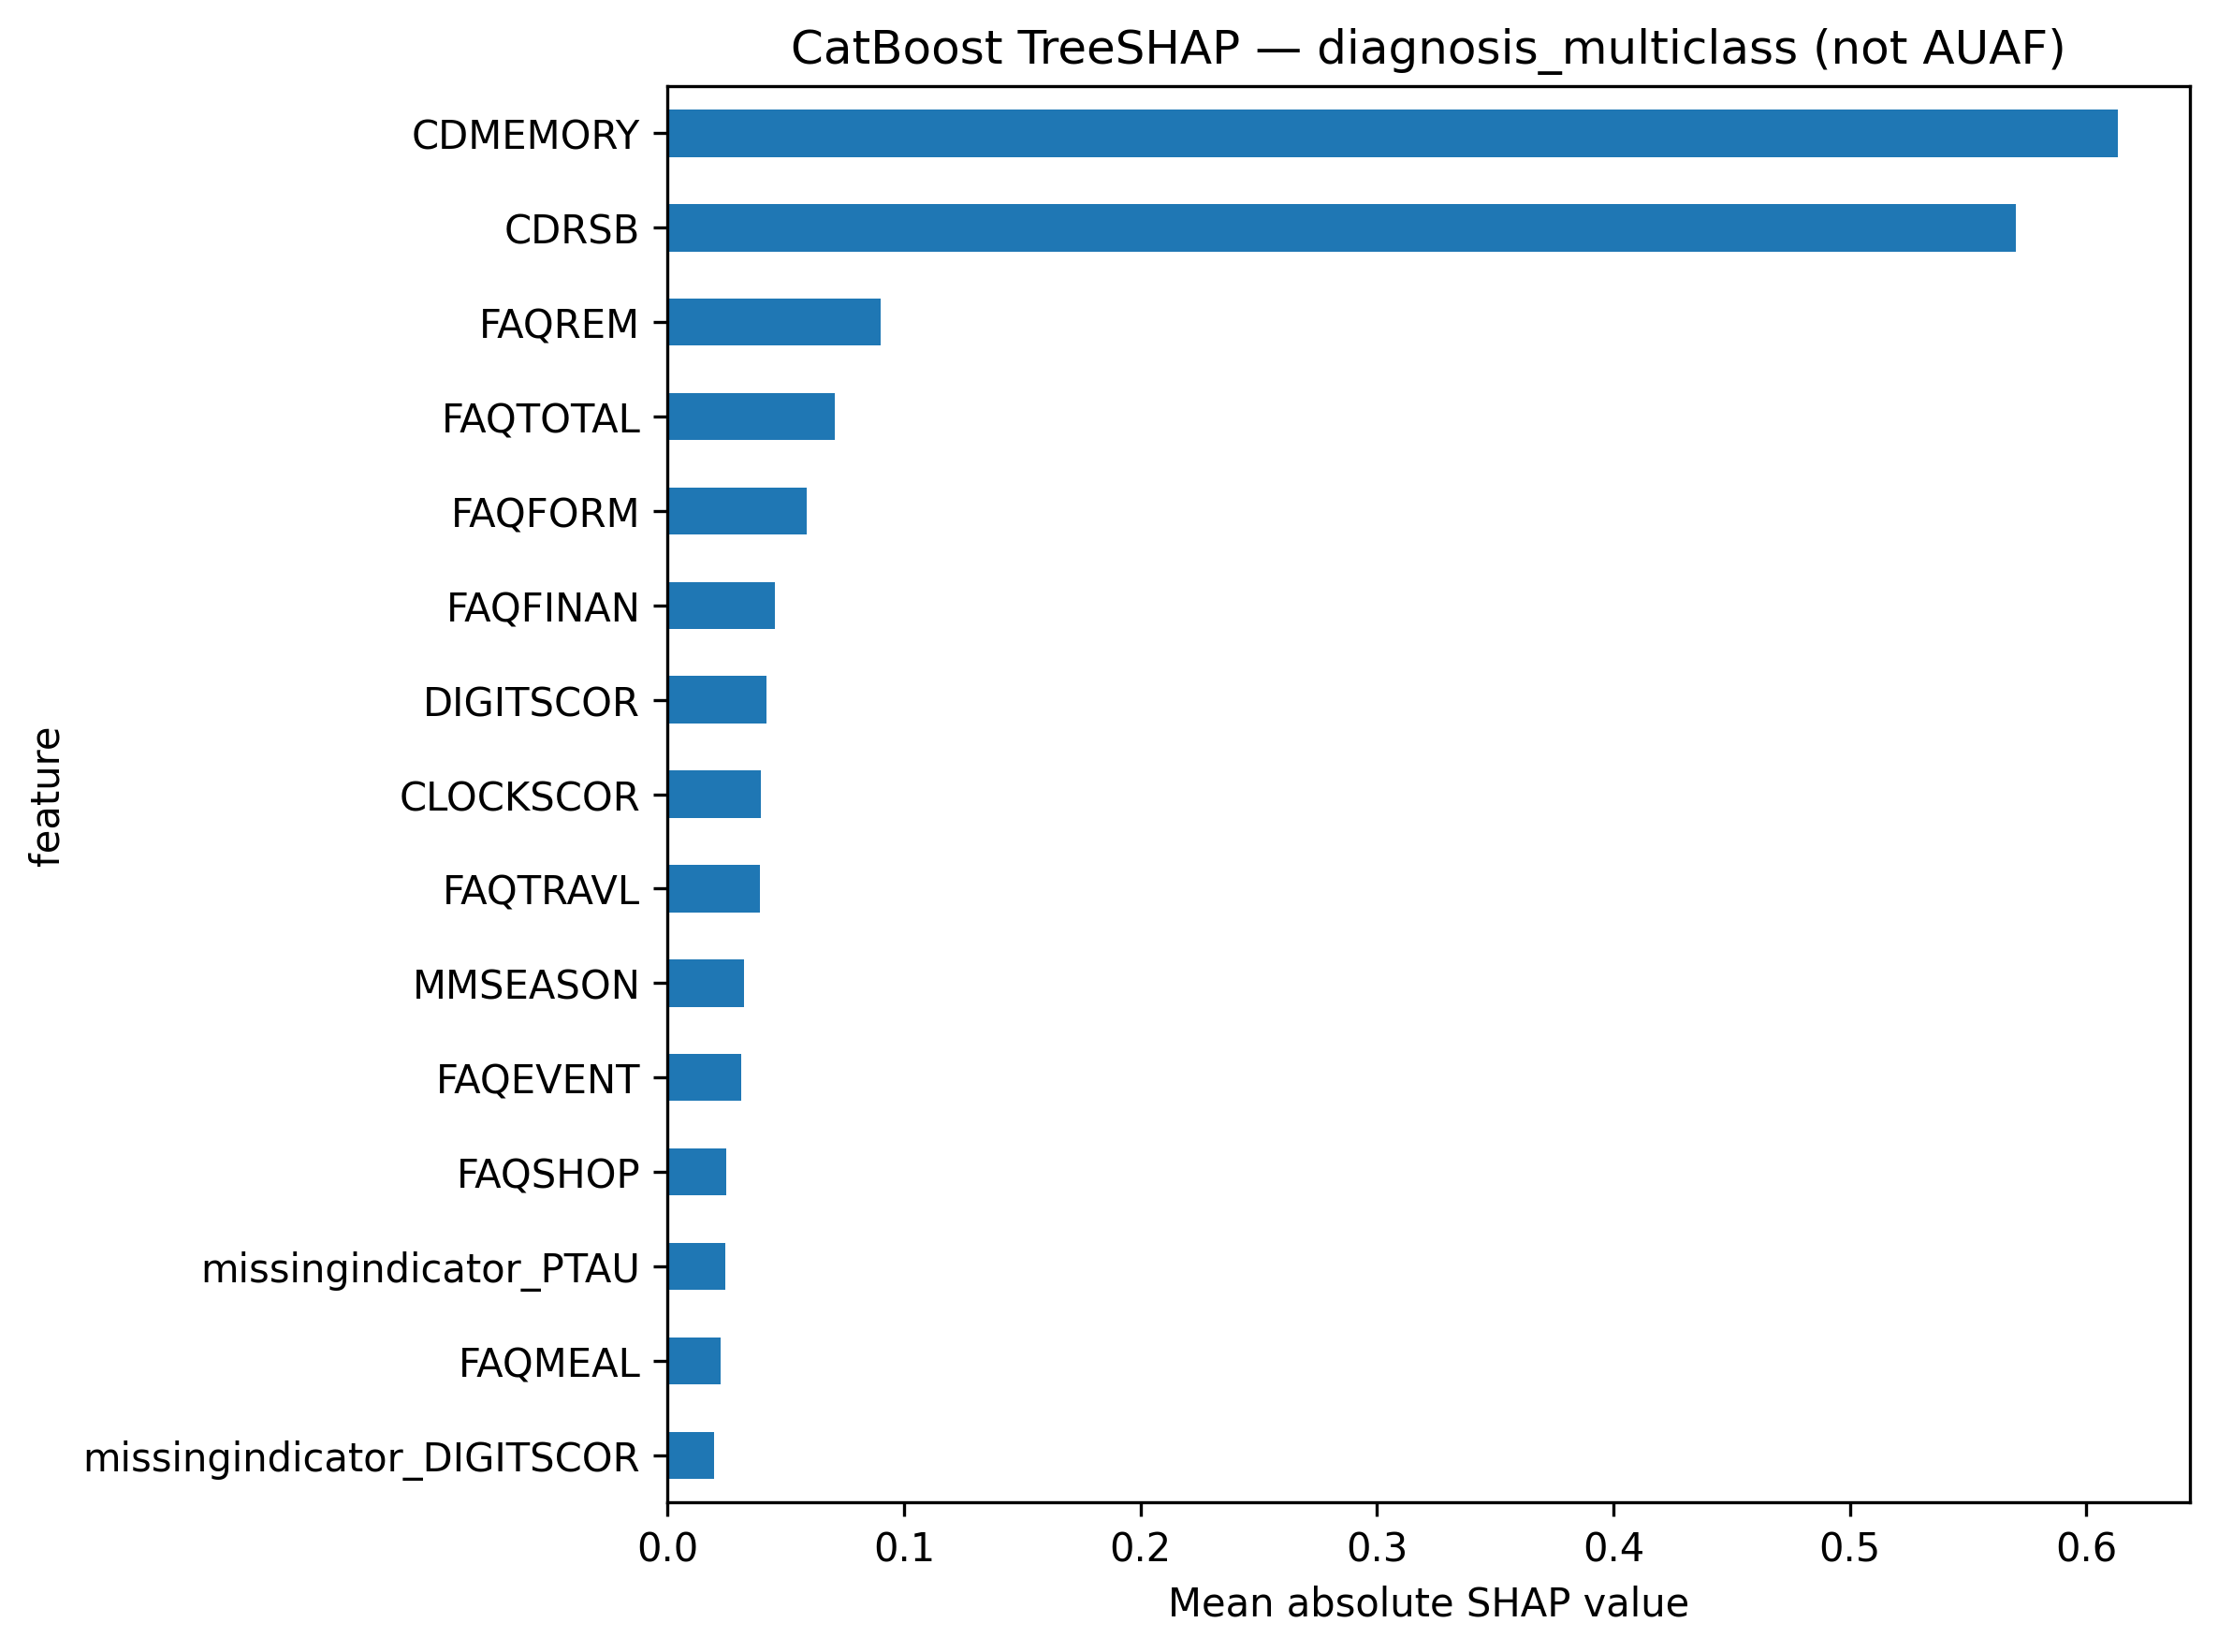 CatBoost TreeSHAP — diagnosis_multiclass (not AUAF)
CDMEMORY
CDRSB
FAQREM
FAQTOTAL
FAQFORM
FAQFINAN
DIGITSCOR
CLOCKSCOR
FAQTRAVL
MMSEASON
FAQEVENT
FAQSHOP
missingindicator_PTAU
FAQMEAL
missingindicator_DIGITSCOR
feature
0.0 0.1 0.2 0.3 0.4 0.5 0.6
Mean absolute SHAP value